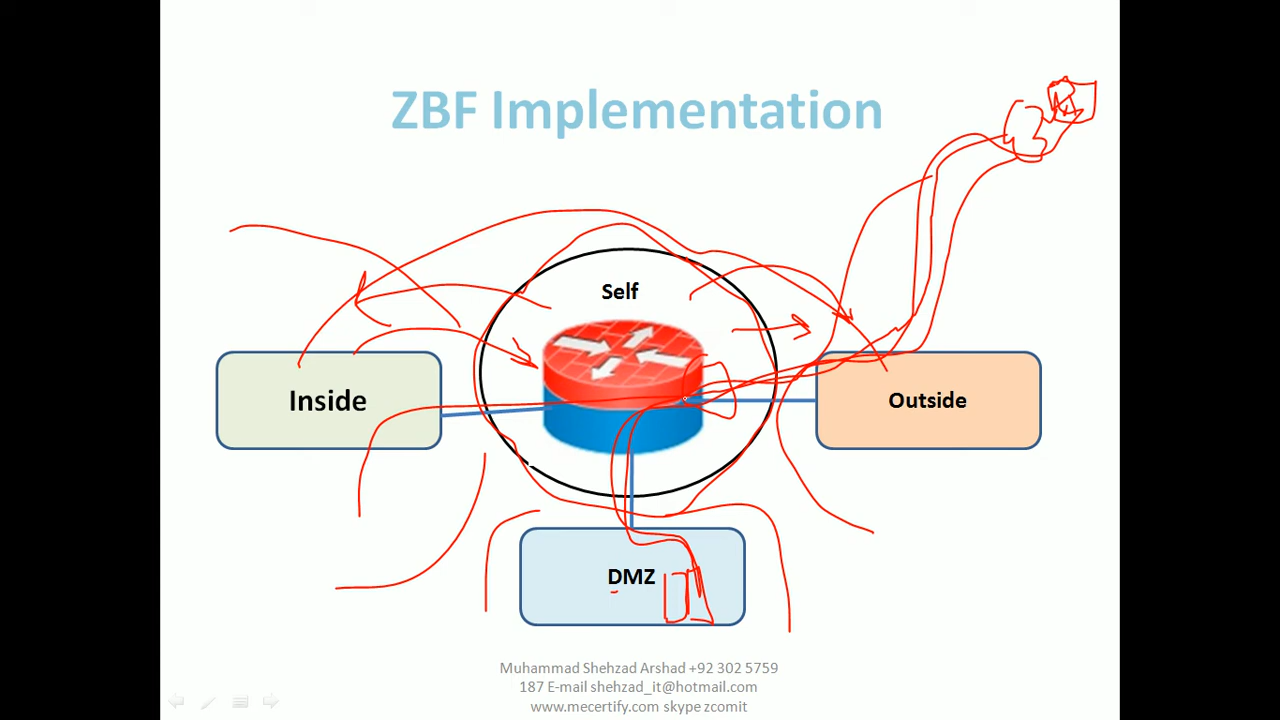 ZBF Implementation
Self
Inside
Outside
DMZ
Muhammad Shehzad Arshad +92 302 5759
187 E-mail shehzad_it@hotmail.com
www.mecertify.com skype zcomit